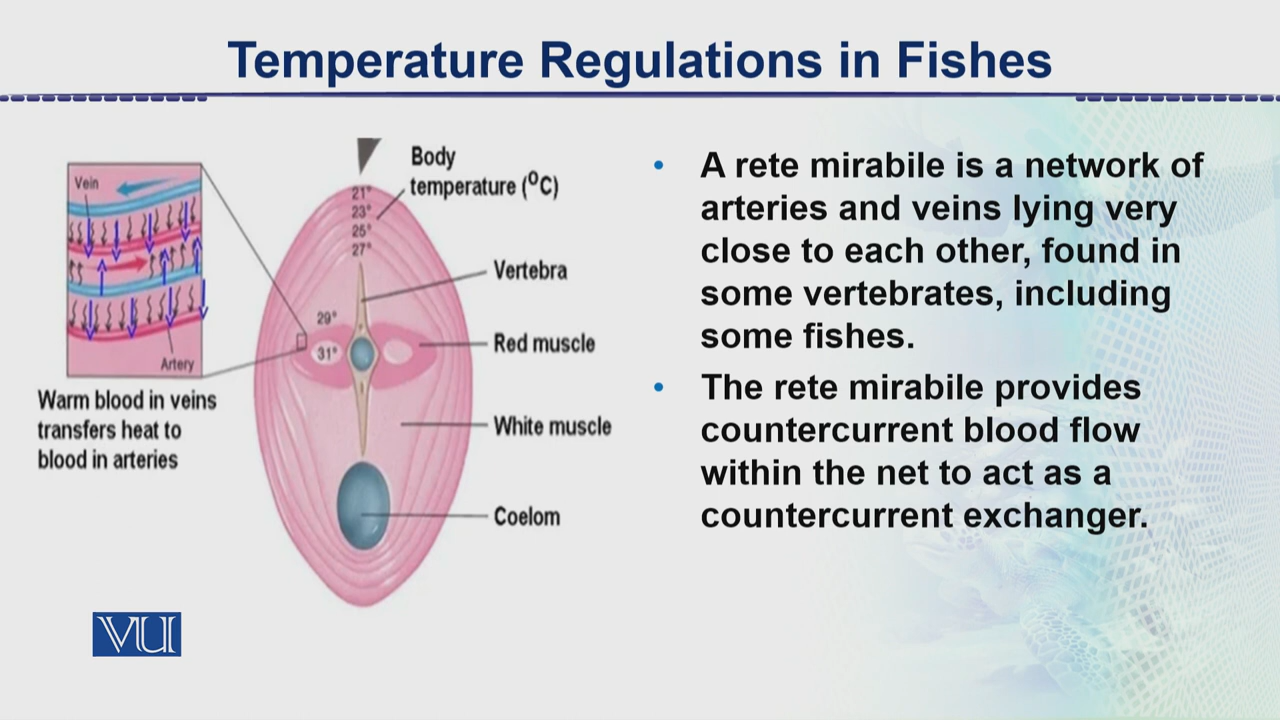 Temperature Regulations in Fishes
Vein
Artery
Warm blood in veins
transfers heat to
blood in arteries
Body
temperature (⁰C)
21°
23°
25°
27°
29°
31°
Vertebra
Red muscle
White muscle
Coelom
• A rete mirabile is a network of
arteries and veins lying very
close to each other, found in
some vertebrates, including
some fishes.
• The rete mirabile provides
countercurrent blood flow
within the net to act as a
countercurrent exchanger.
VU